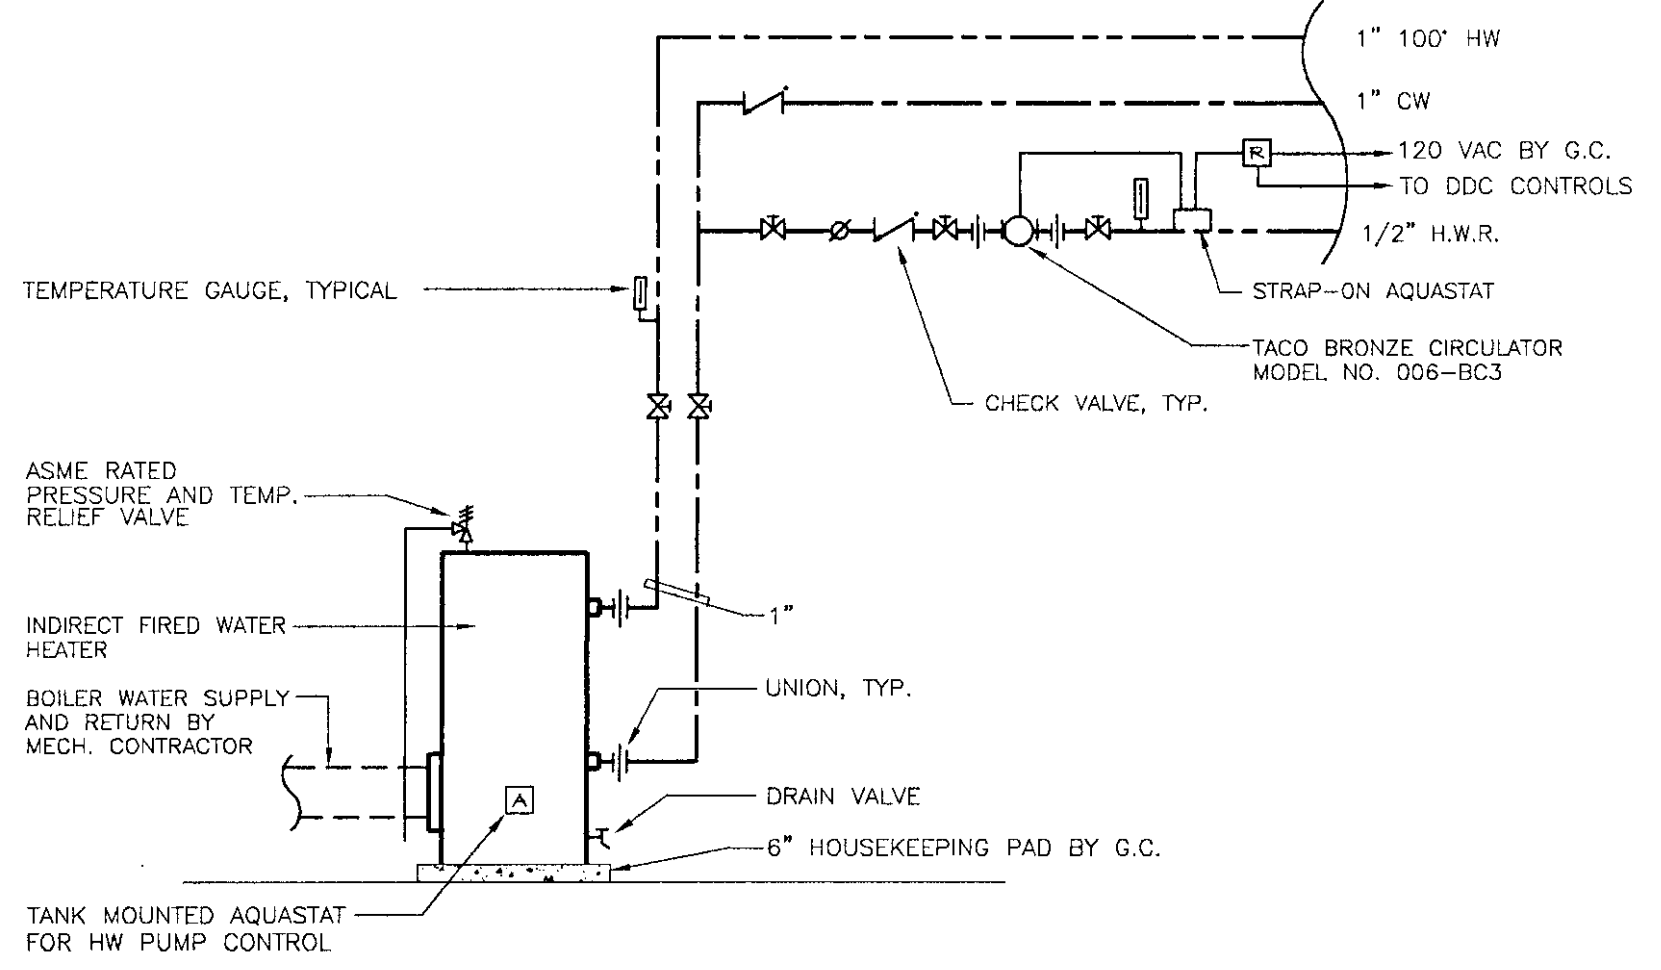 1" 100° HW
1" CW
120 VAC BY G.C.
R
TO DDC CONTROLS
1/2" H.W.R.
TEMPERATURE GAUGE, TYPICAL
STRAP-ON AQUASTAT
TACO BRONZE CIRCULATOR
MODEL NO. 006-BC3
CHECK VALVE, TYP.
ASME RATED
PRESSURE AND TEMP.
RELIEF VALVE
1"
INDIRECT FIRED WATER
HEATER
UNION, TYP.
BOILER WATER SUPPLY
AND RETURN BY
MECH. CONTRACTOR
A
DRAIN VALVE
6" HOUSEKEEPING PAD BY G.C.
TANK MOUNTED AQUASTAT
FOR HW PUMP CONTROL